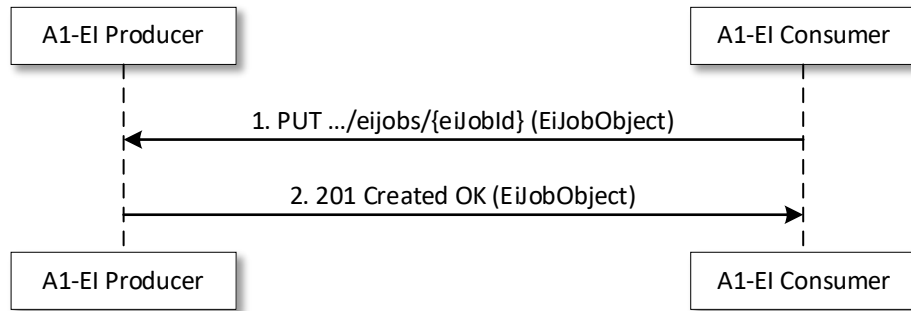 A1-EI Producer
A1-EI Consumer
1. PUT .../eijobs/{eiJobId} (EiJobObject)
2. 201 Created OK (EiJobObject)
A1-EI Producer
A1-EI Consumer